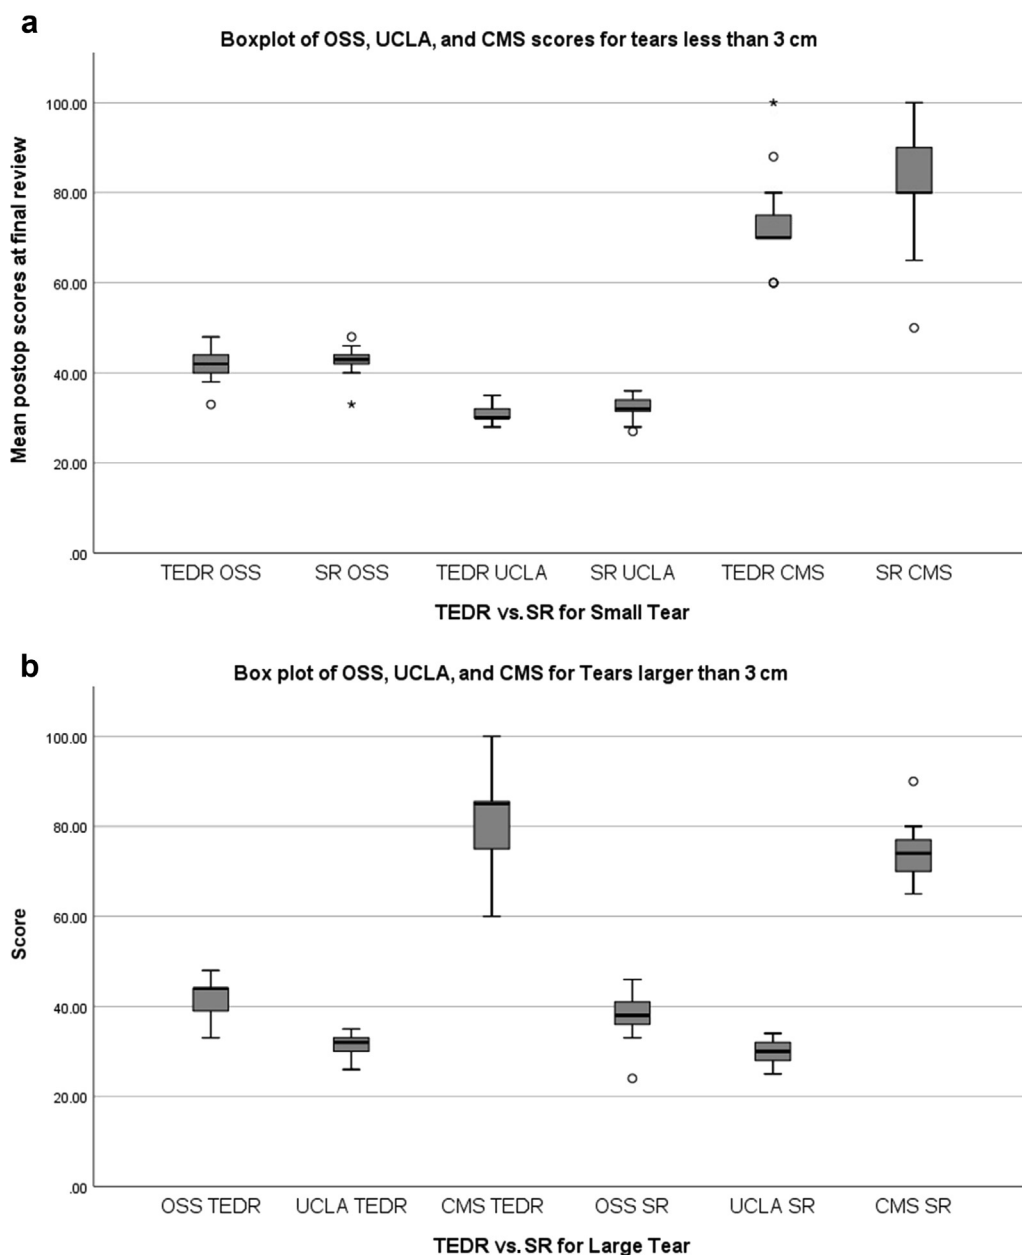 a
Boxplot of OSS, UCLA, and CMS scores for tears less than 3 cm
Mean postop scores at final review
100.00
80.00
60.00
40.00
20.00
.00
TEDR OSS SR OSS TEDR UCLA SR UCLA TEDR CMS SR CMS
TEDR vs. SR for Small Tear
b
Box plot of OSS, UCLA, and CMS for Tears larger than 3 cm
Score
100.00
80.00
60.00
40.00
20.00
.00
OSS TEDR UCLA TEDR CMS TEDR OSS SR UCLA SR CMS SR
TEDR vs. SR for Large Tear